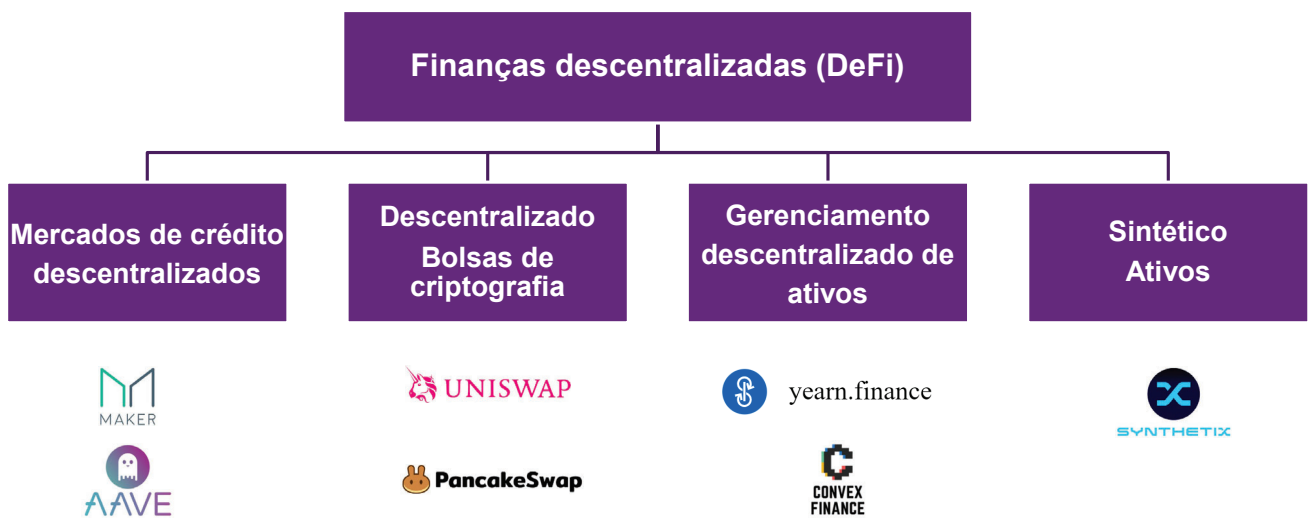 Finanças descentralizadas (DeFi)
Mercados de crédito
descentralizados
Descentralizado
Bolsas de
criptografia
Gerenciamento
descentralizado de
ativos
Sintético
Ativos
MAKER
AAVE
UNISWAP
PancakeSwap
yearn.finance
CONVEX
FINANCE
SYNTHETIX